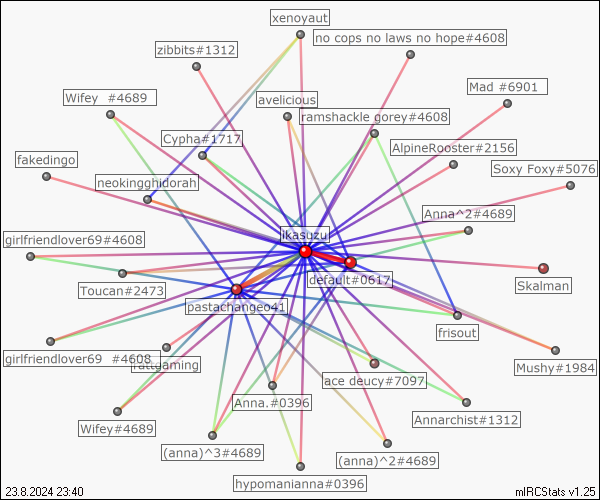 xenoyaut
no cops no laws no hope#4608
zibbits#1312
Mad #6901
Wifey  #4689
avelicious
ramshackle gorey#4608
Cypha#1717
AlpineRooster#2156
fakedingo
Soxy Foxy#5076
neokingghidorah
Anna^2#4689
ikasuzu
girlfriendlover69#4608
default#0617
Skalman
Toucan#2473
pastachangeo41
frisout
girlfriendlover69  #4608
rattgaming
Mushy#1984
ace deucy#7097
Anna.#0396
Annarchist#1312
Wifey#4689
(anna)^3#4689
(anna)^2#4689
hypomanianna#0396
23.8.2024 23:40
mIRCStats v1.25